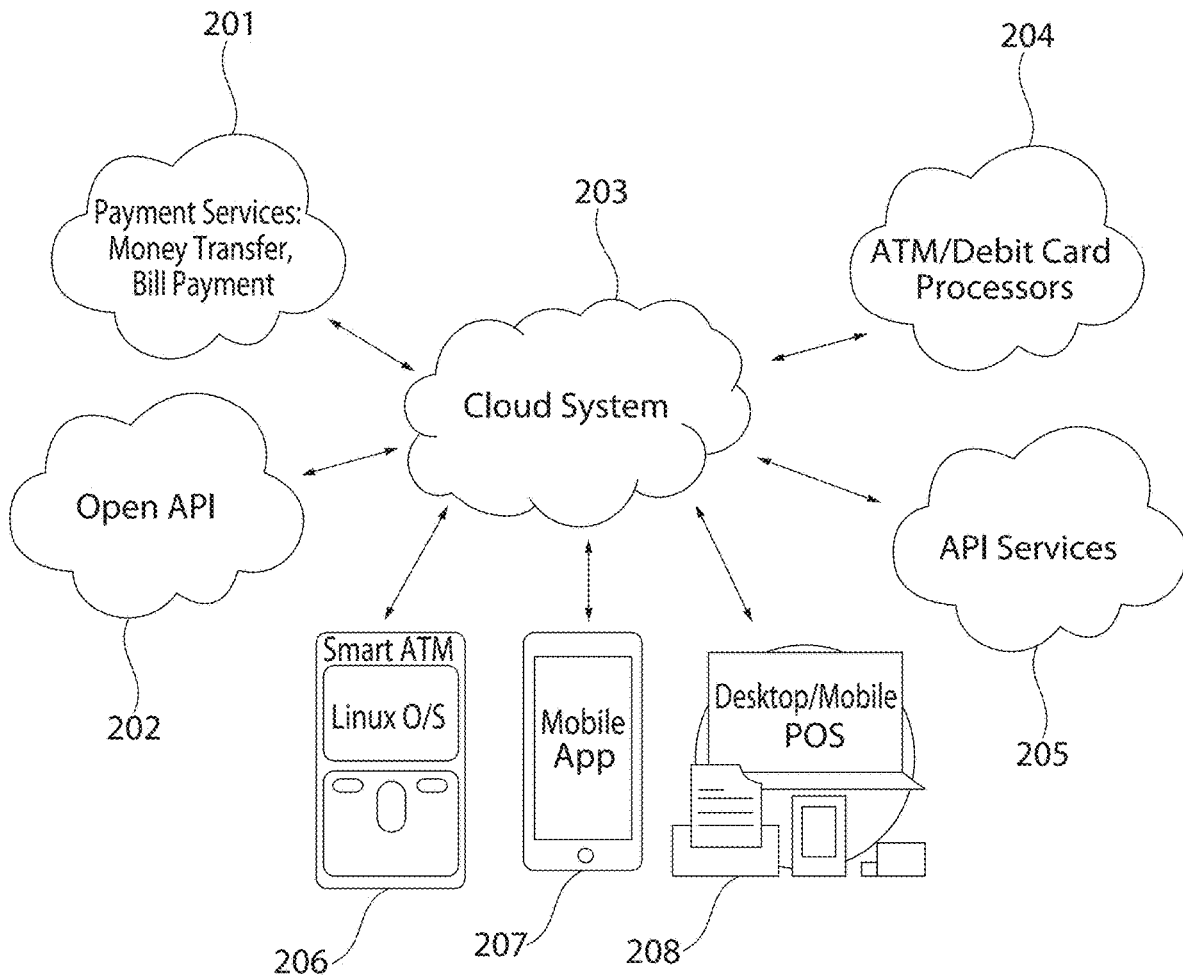 201
204
203
Payment Services:
Money Transfer,
Bill Payment
ATM/Debit Card
Processors
Cloud System
Open API
API Services
202
Smart ATM
Linux O/S
Mobile
App
Desktop/Mobile
POS
205
206
207
208